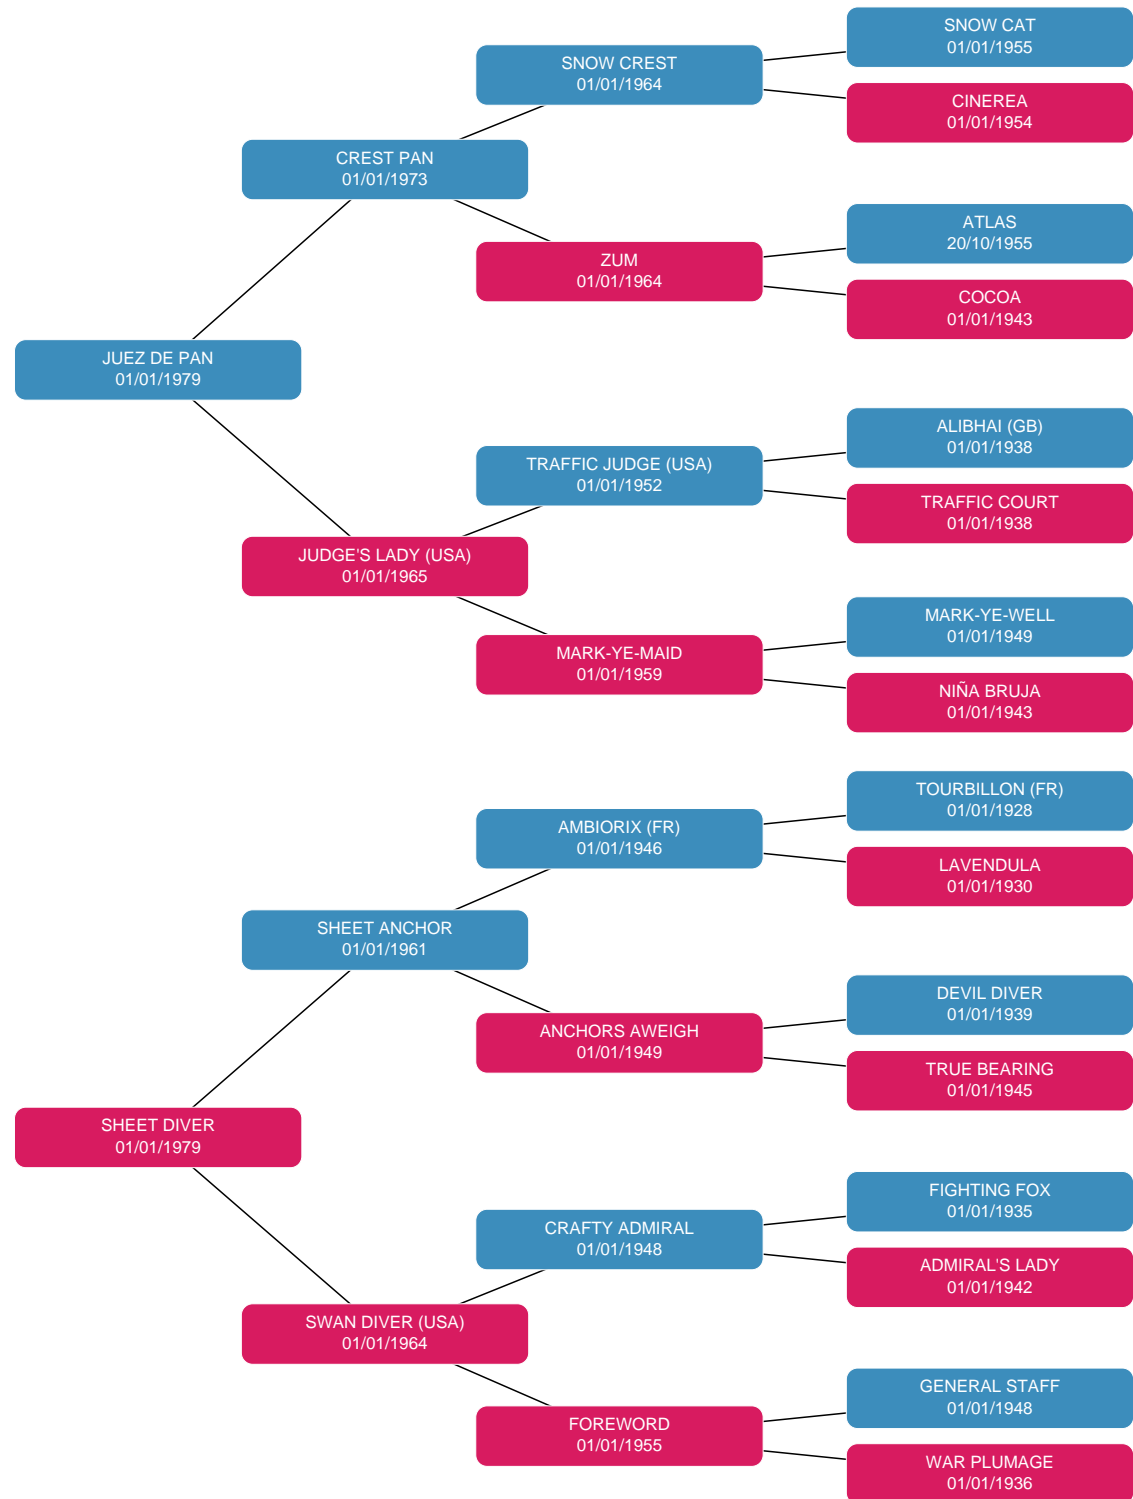 SNOW CAT
01/01/1955
SNOW CREST
01/01/1964
CINEREA
01/01/1954
CREST PAN
01/01/1973
ATLAS
20/10/1955
ZUM
01/01/1964
COCOA
01/01/1943
JUEZ DE PAN
01/01/1979
ALIBHAI (GB)
01/01/1938
TRAFFIC JUDGE (USA)
01/01/1952
TRAFFIC COURT
01/01/1938
JUDGE'S LADY (USA)
01/01/1965
MARK-YE-WELL
01/01/1949
MARK-YE-MAID
01/01/1959
NIÑA BRUJA
01/01/1943
TOURBILLON (FR)
01/01/1928
AMBIORIX (FR)
01/01/1946
LAVENDULA
01/01/1930
SHEET ANCHOR
01/01/1961
DEVIL DIVER
01/01/1939
ANCHORS AWEIGH
01/01/1949
TRUE BEARING
01/01/1945
SHEET DIVER
01/01/1979
FIGHTING FOX
01/01/1935
CRAFTY ADMIRAL
01/01/1948
ADMIRAL'S LADY
01/01/1942
SWAN DIVER (USA)
01/01/1964
GENERAL STAFF
01/01/1948
FOREWORD
01/01/1955
WAR PLUMAGE
01/01/1936